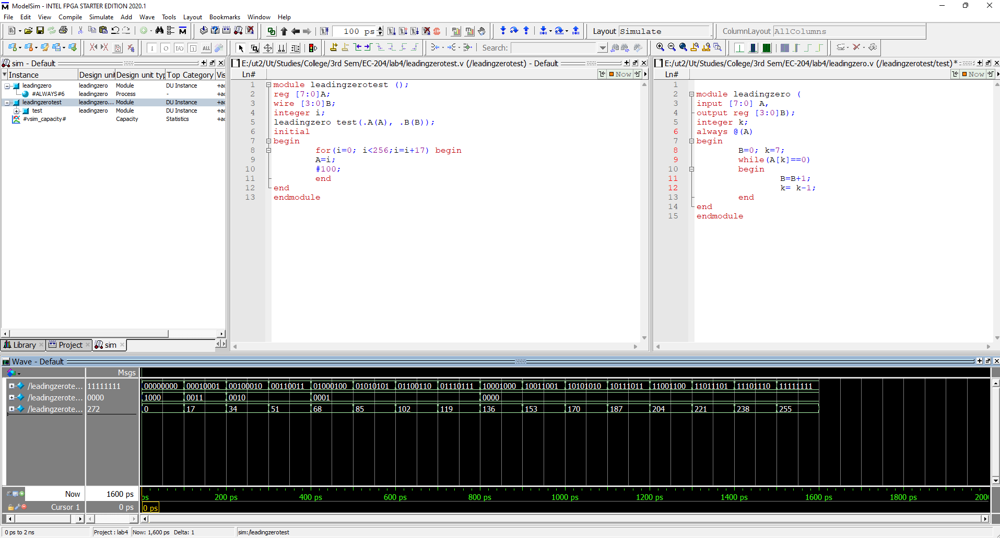 ModelSim - INTEL FPGA STARTER EDITION 2020.1
File Edit View Compile Simulate Add Wave Tools Layout Bookmarks Window Help
100 ps
Layout Simulate
ColumnLayout AllColumns
Search:
sim - Default
Instance Design unit Design unit typ Top Category Vis
leadingzero leadingzero Module DU Instance +ac
#ALWAYS#6 leadingzero Process - +ac
leadingzerotest leadingzero... Module DU Instance +ac
test leadingzero Module DU Instance +ac
#vsim_capacity# Capacity Statistics +ac
Library Project sim
E:/ut2/Ut/Studies/College/3rd Sem/EC-204/lab4/leadingzerotest.v (/leadingzerotest) - Default
Ln# Now
1 module leadingzerotest ();
2 reg [7:0]A;
3 wire [3:0]B;
4 integer i;
5 leadingzero test(.A(A), .B(B));
6 initial
7 begin
8 for(i=0; i<256;i=i+17) begin
9 A=i;
10 #100;
11 end
12 end
13 endmodule
E:/ut2/Ut/Studies/College/3rd Sem/EC-204/lab4/leadingzero.v (/leadingzerotest/test) *
Ln# Now
1
2 module leadingzero (
3 input [7:0] A,
4 output reg [3:0]B);
5 integer k;
6 always @(A)
7 begin
8 B=0; k=7;
9 while(A[k]==0)
10 begin
11 B=B+1;
12 k= k-1;
13 end
14 end
15 endmodule
Wave - Default
Msgs
/leadingzerote... 11111111 00000000 00010001 00100010 00110011 01000100 01010101 01100110 01110111 10001000 10011001 10101010 10111011 11001100 11011101 11101110 11111111
/leadingzerote... 0000 1000 0011 0010 0001 0000
/leadingzerote... 272 0 17 34 51 68 85 102 119 136 153 170 187 204 221 238 255
Now 1600 ps ps 200 ps 400 ps 600 ps 800 ps 1000 ps 1200 ps 1400 ps 1600 ps 1800 ps 200
Cursor 1 0 ps 0 ps
0 ps to 2 ns Project : lab4 Now: 1,600 ps Delta: 1 sim:/leadingzerotest